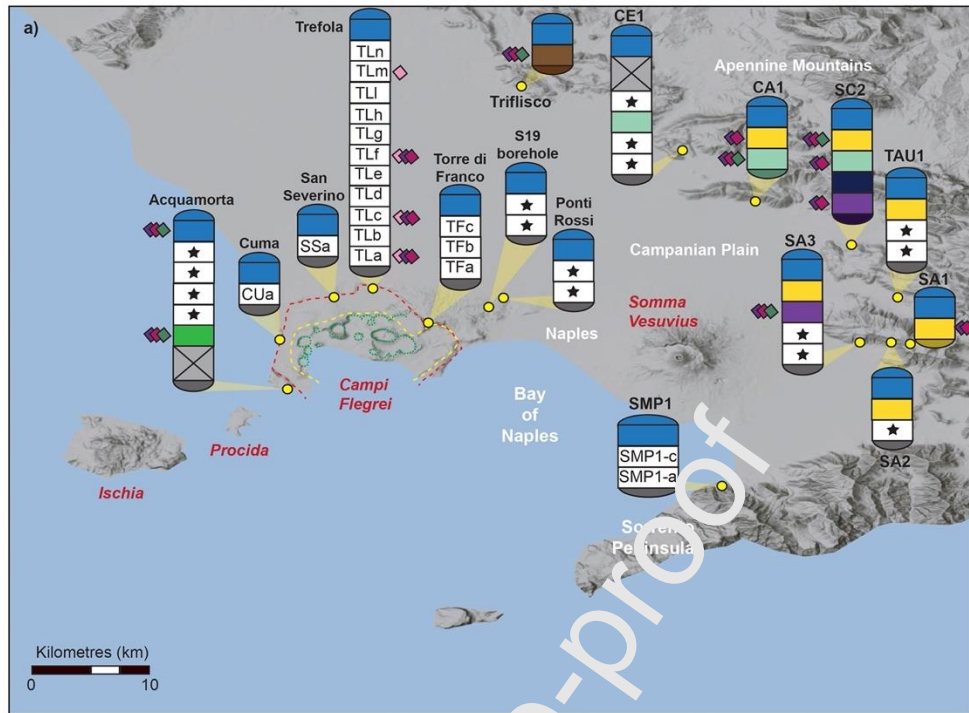 a)
Trefola
TLn
TLm
TLl
TLh
TLg
TLf
TLe
TLd
TLc
TLb
TLa
Triflisco
CE1
Apennine Mountains
CA1
SC2
TAU1
S19
borehole
Torre di
Franco
TFc
TFb
TFa
Ponti
Rossi
San
Severino
SSa
Acquamorta
Cuma
CUa
Campanian Plain
SA3
SA1
Somma
Vesuvius
Naples
Campi
Flegrei
Bay
of
Naples
SMP1
SMP1-c
SMP1-a
SA2
Procida
Ischia
Peninsula
Kilometres (km)
0 10
-proof